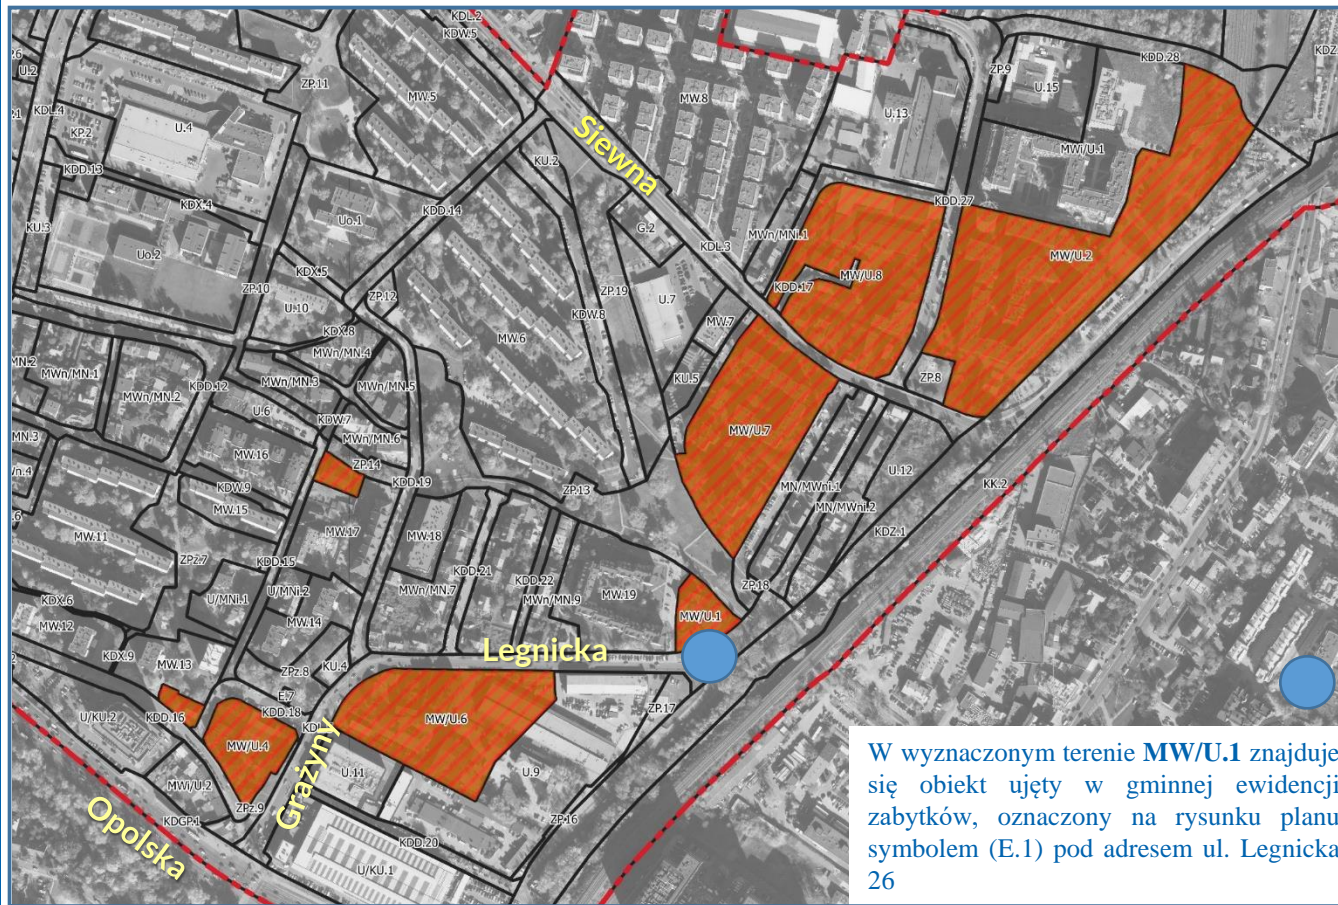 KDL.2
KDW.5
KDZ
ZP.9
KDD.28
.6
U.2
ZP.11
MW.5
MW.8
U.15
P.1
KDL.4
KP.2
U.4
U.13
Siewna
KU.2
MWi/U.1
KDD.13
KDX.4
KDD.14
Uo.1
KDD.27
KU.3
Uo.2
G.2
KDL.3
MWn/MNi.1
KDX.5
MW/U.2
ZP.10
ZP.12
ZP.19
KDD.17
MW/U.8
U.10
KDW.8
U.7
KDX.8
MW.6
MW.7
MN.2
MWn/MN.4
MWn/MN.1
MWn/MN.3
MWn/MN.5
KU.5
ZP.8
KDD.12
MWn/MN.2
U.6
KDW.7
MN.3
MWn/MN.6
MW/U.7
MW.16
ZP.14
Wn.4
U.12
KDW.9
KDD.19
ZP.13
MN/MWni.1
KK.2
MW.15
MN/MWni.2
.6
MW.11
MW.17
MW.18
KDZ.1
ZPz.7
KDD.15
KDD.21
KDD.22
ZP.18
MWn/MN.7
MWn/MN.9
MW.19
U/MNi.1
U/MNi.2
KDX.6
MW.12
MW.14
MW/U.1
Legnicka
KDX.9
MW.13
ZPz.8
KU.4
E.7
ZP.17
KDD.16
KDD.18
U/KU.2
KDL
MW/U.6
MW/U.4
Grażyny
U.11
U.9
MWi/U.2
ZPz.9
KDGP.1
ZP.16
Opolska
KDD.20
U/KU.1
W wyznaczonym terenie MW/U.1 znajduje
się obiekt ujęty w gminnej ewidencji
zabytków, oznaczony na rysunku planu
symbolem (E.1) pod adresem ul. Legnicka
26